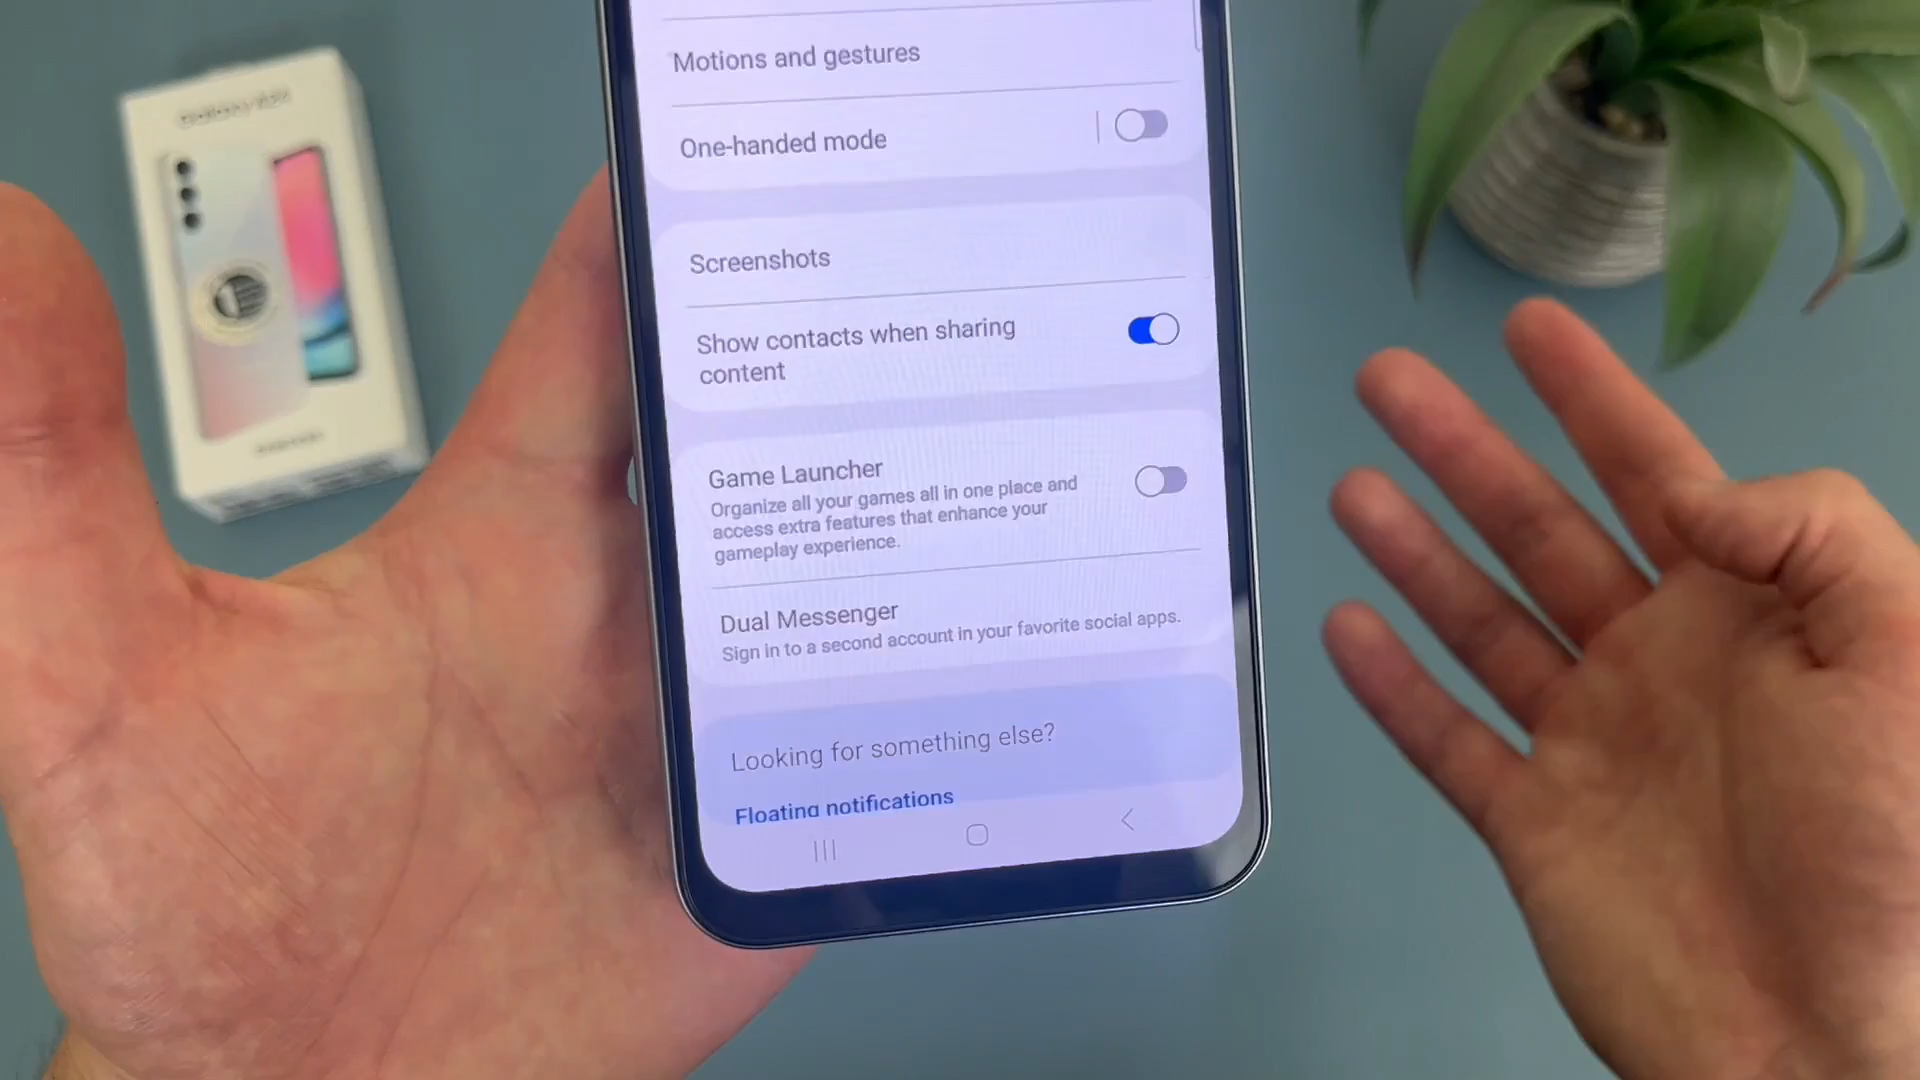 Motions and gestures
One-handed mode
Screenshots
Show contacts when sharing
content
Game Launcher
Organize all your games all in one place and
access extra features that enhance your
gameplay experience.
Dual Messenger
Sign in to a second account in your favorite social apps.
Looking for something else?
Floating notifications